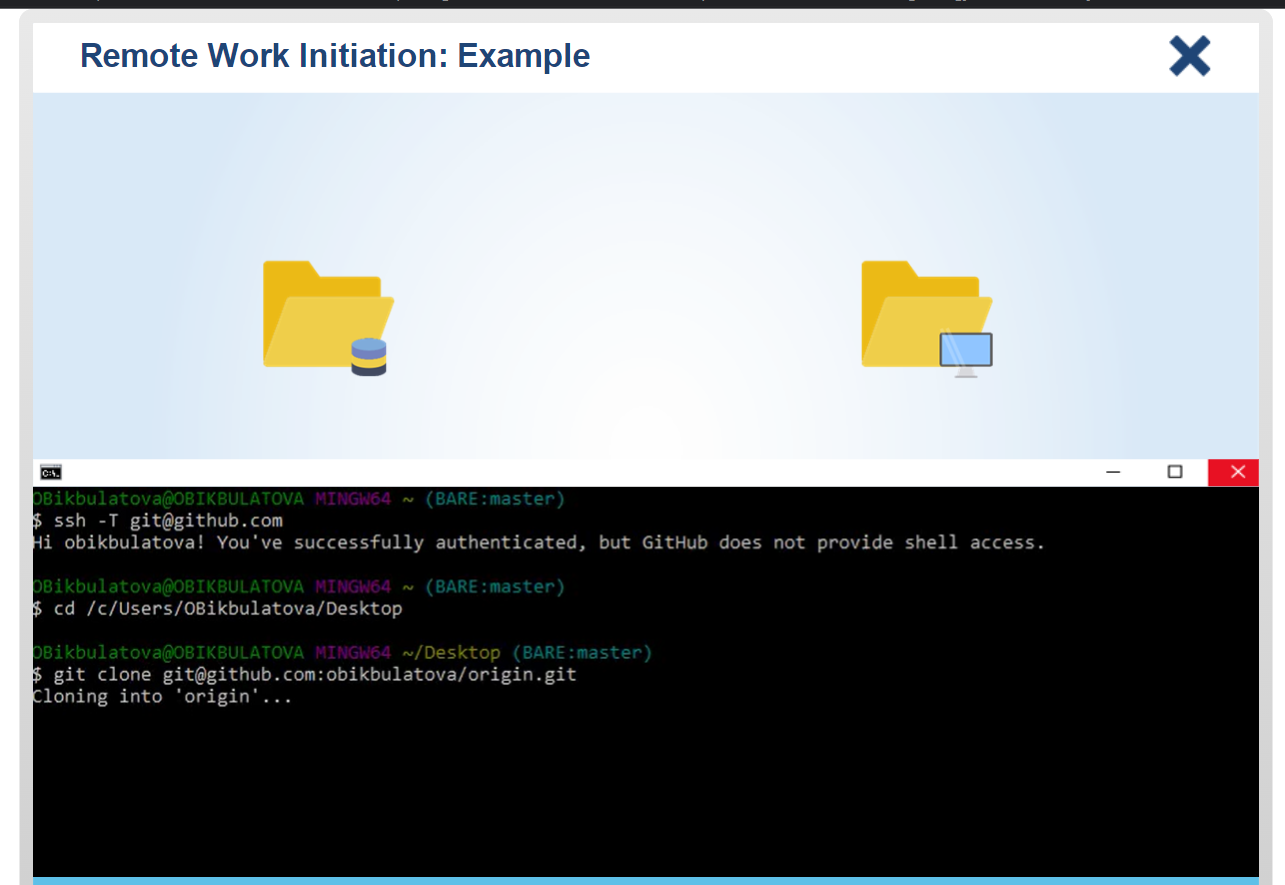 Remote Work Initiation: Example
C:\.
OBikbulatova@OBIKBULATOVA MINGW64 ~ (BARE:master)
$ ssh -T git@github.com
Hi obikbulatova! You've successfully authenticated, but GitHub does not provide shell access.
OBikbulatova@OBIKBULATOVA MINGW64 ~ (BARE:master)
$ cd /c/Users/OBikbulatova/Desktop
OBikbulatova@OBIKBULATOVA MINGW64 ~/Desktop (BARE:master)
$ git clone git@github.com:obikbulatova/origin.git
Cloning into 'origin'...